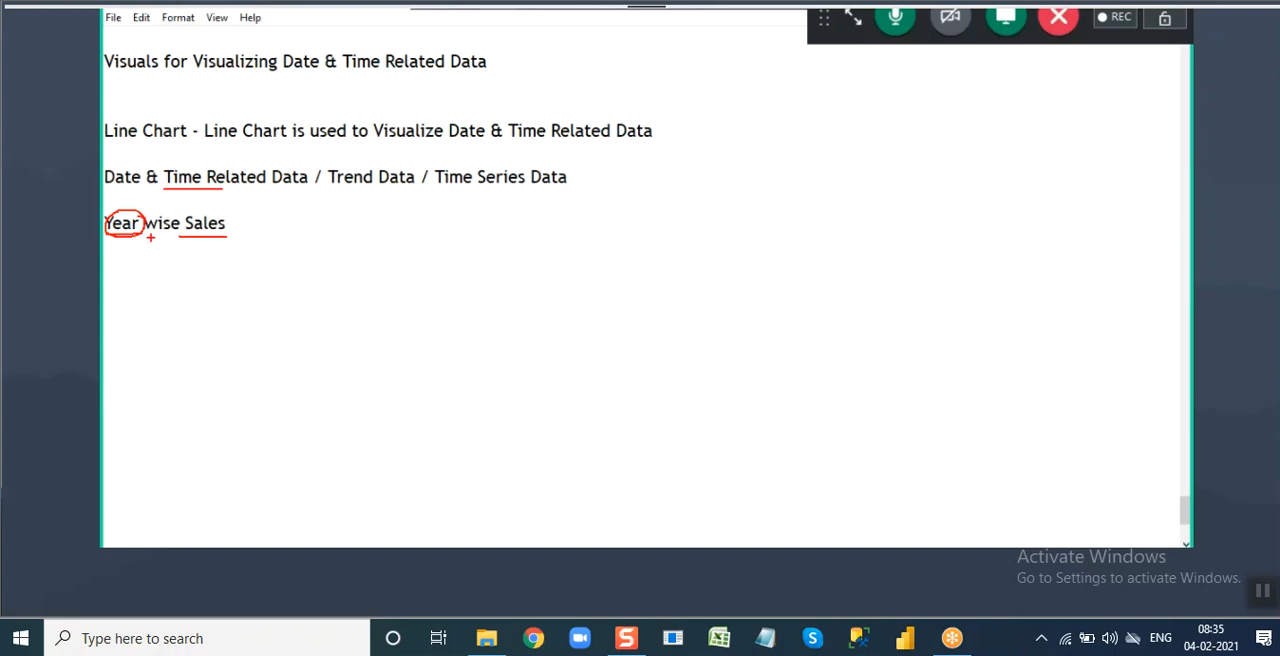 File Edit Format View Help
REC
Visuals for Visualizing Date & Time Related Data
Line Chart - Line Chart is used to Visualize Date & Time Related Data
Date & Time Related Data / Trend Data / Time Series Data
Year wise Sales
Activate Windows
Go to Settings to activate Windows.
Type here to search
S
S
ENG
08:35
04-02-2021